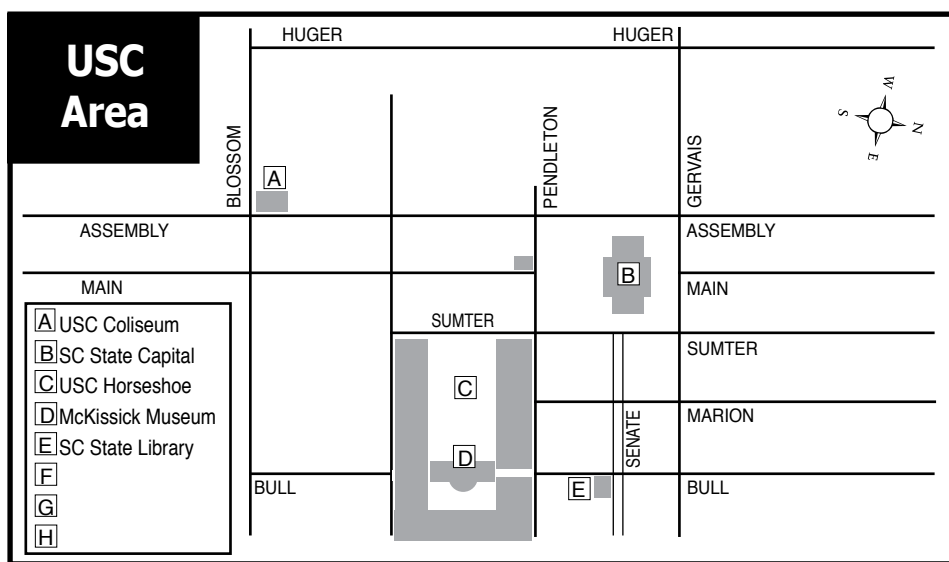 USC
Area
HUGER
HUGER
W
N
S
E
BLOSSOM
PENDLETON
GERVAIS
A
ASSEMBLY
ASSEMBLY
B
MAIN
MAIN
SUMTER
SUMTER
A USC Coliseum
B SC State Capital
C USC Horseshoe
D McKissick Museum
E SC State Library
F
G
H
C
MARION
SENATE
D
BULL
E
BULL